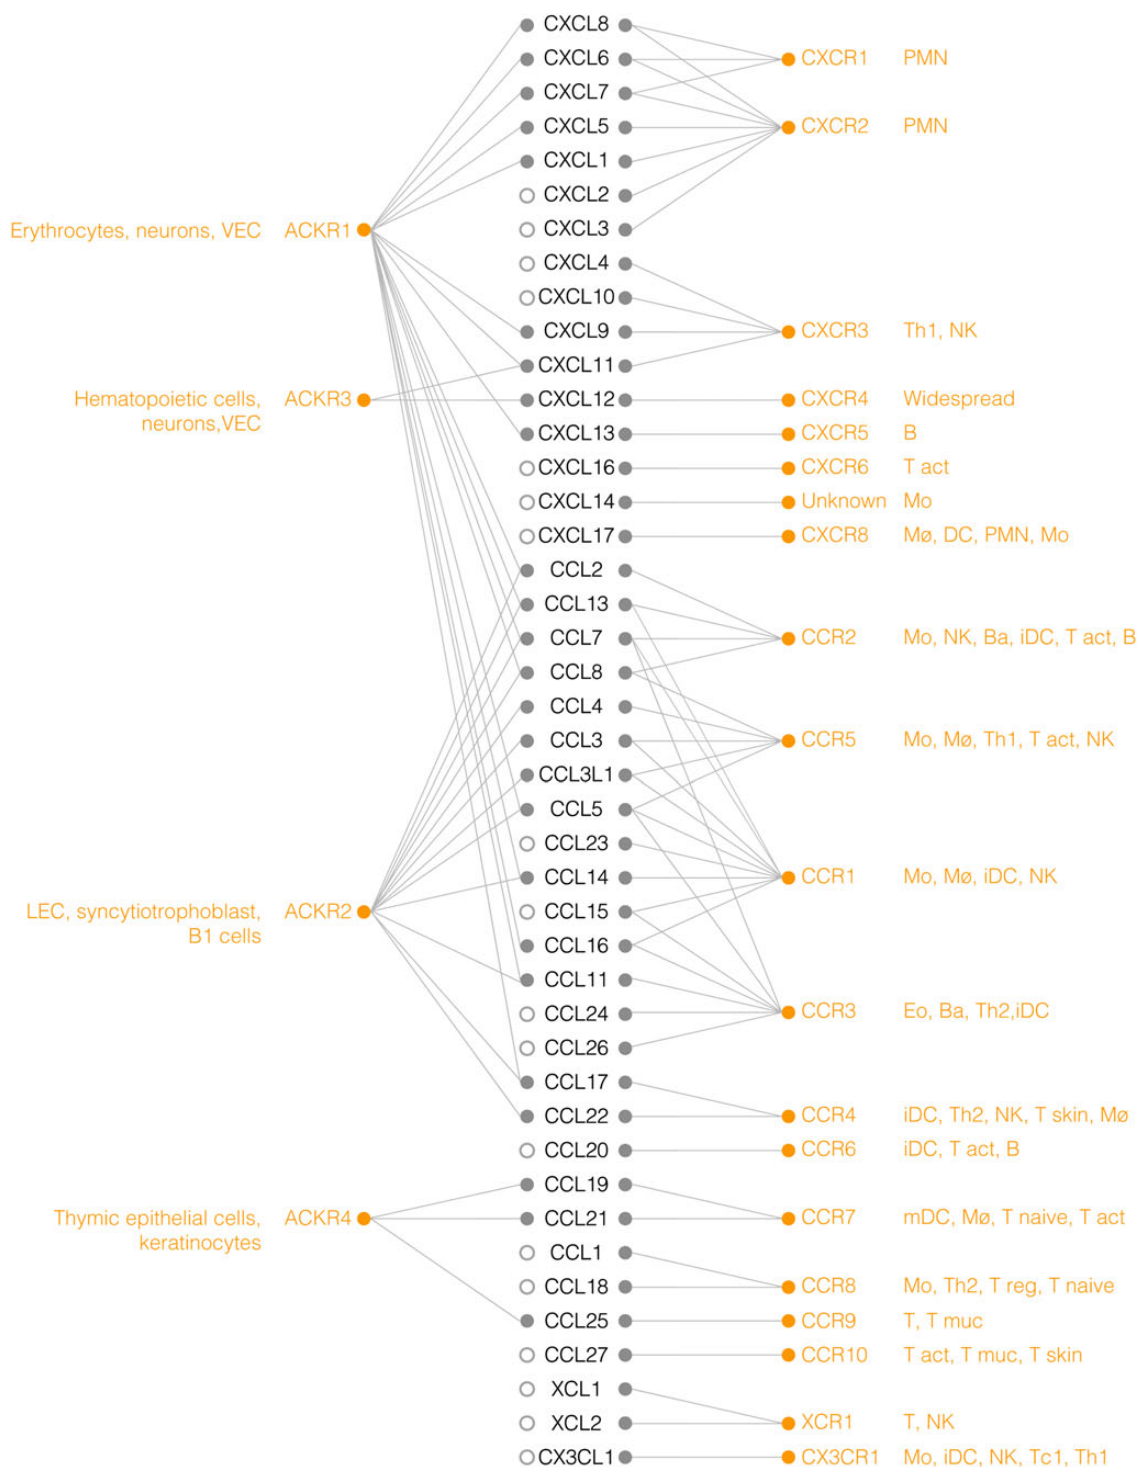 CXCL8
CXCL6
CXCR1 PMN
CXCL7
CXCL5
CXCR2 PMN
CXCL1
CXCL2
Erythrocytes, neurons, VEC ACKR1
CXCL3
CXCL4
CXCL10
CXCL9
CXCR3 Th1, NK
CXCL11
Hematopoietic cells, ACKR3
neurons,VEC
CXCL12
CXCR4 Widespread
CXCL13
CXCR5 B
CXCL16
CXCR6 T act
CXCL14
Unknown Mo
CXCL17
CXCR8 Mø, DC, PMN, Mo
CCL2
CCL13
CCL7
CCR2 Mo, NK, Ba, iDC, T act, B
CCL8
CCL4
CCL3
CCR5 Mo, Mø, Th1, T act, NK
CCL3L1
CCL5
CCL23
CCL14
CCR1 Mo, Mø, iDC, NK
LEC, syncytiotrophoblast, ACKR2
B1 cells
CCL15
CCL16
CCL11
CCL24
CCR3 Eo, Ba, Th2,iDC
CCL26
CCL17
CCL22
CCR4 iDC, Th2, NK, T skin, Mø
CCL20
CCR6 iDC, T act, B
CCL19
Thymic epithelial cells, ACKR4
keratinocytes
CCL21
CCR7 mDC, Mø, T naive, T act
CCL1
CCL18
CCR8 Mo, Th2, T reg, T naive
CCL25
CCR9 T, T muc
CCL27
CCR10 T act, T muc, T skin
XCL1
XCL2
XCR1 T, NK
CX3CL1
CX3CR1 Mo, iDC, NK, Tc1, Th1